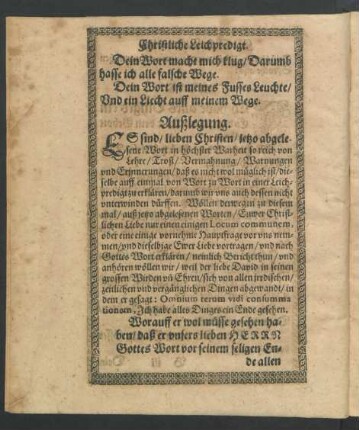 Christliche Leichpredigt.
Dein Wort macht mich klug / Darumb
hasse ich alle falsche Wege.
Dein Wort ist meines Fusses Leuchte /
Vnd ein Liecht auff meinem Wege.
Außlegung.
ES sind / lieben Christen / jetzo abgele-
sene Wort in höchster Warheit so reich von
Lehre / Trost / Vermahnung / Warnungen
vnd Erinnerungen / daß es nicht wol müglich ist / die-
selbe auff einmal von Wort zu Wort in einer Leich-
predigt zu erklären / darumb wir vns auch dessen nicht
vnterwinden dürffen. Wöllen derwegen zu diesem
mal / auß jetzo abgelesenen Worten / Euwer Christ-
lichen Liebe nur einen einigen Locum communem,
oder eine einige vornehme Hauptfrage vor vns nem-
men / vnd dieselbige Ewer Liebe vortragen / vnd nach
Gottes Wort erklären / nemlich Bericht thun / vnd
anhören wöllen wir / weil der liebe David in seinen
grossen Würden vñ Ehren / sich von allen jrrdischen /
zeitlichen vnd vergänglichen Dingen abgewandt / in
dem er gesagt: Omnium rerum vidi consumma-
tionem, Ich habe alles Dinges ein Ende gesehen.
Worauff er wol müsse gesehen ha-
ben / daß er vnsers lieben HERRN
Gottes Wort vor seinem seligen En-
de allen